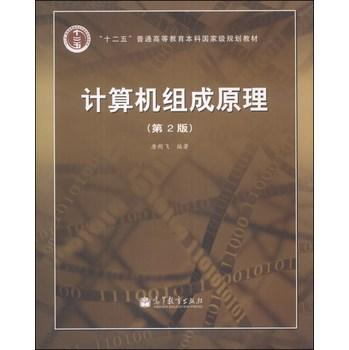 “十二五”普通高等教育本科国家级规划教材
计算机组成原理
（第 2 版）
唐朔飞 编著
高等教育出版社